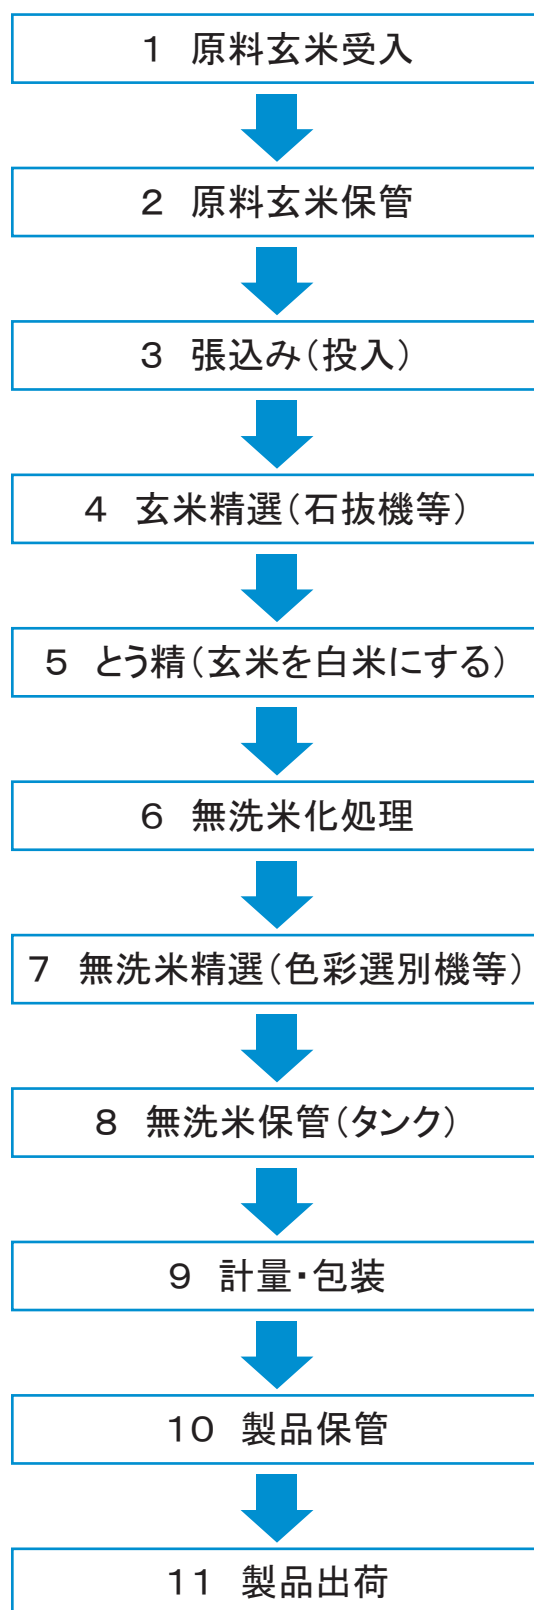 1 原料玄米受入
2 原料玄米保管
3 張込み(投入)
4 玄米精選(石抜機等)
5 とう精(玄米を白米にする)
6 無洗米化処理
7 無洗米精選(色彩選別機等)
8 無洗米保管(タンク)
9 計量・包装
10 製品保管
11 製品出荷